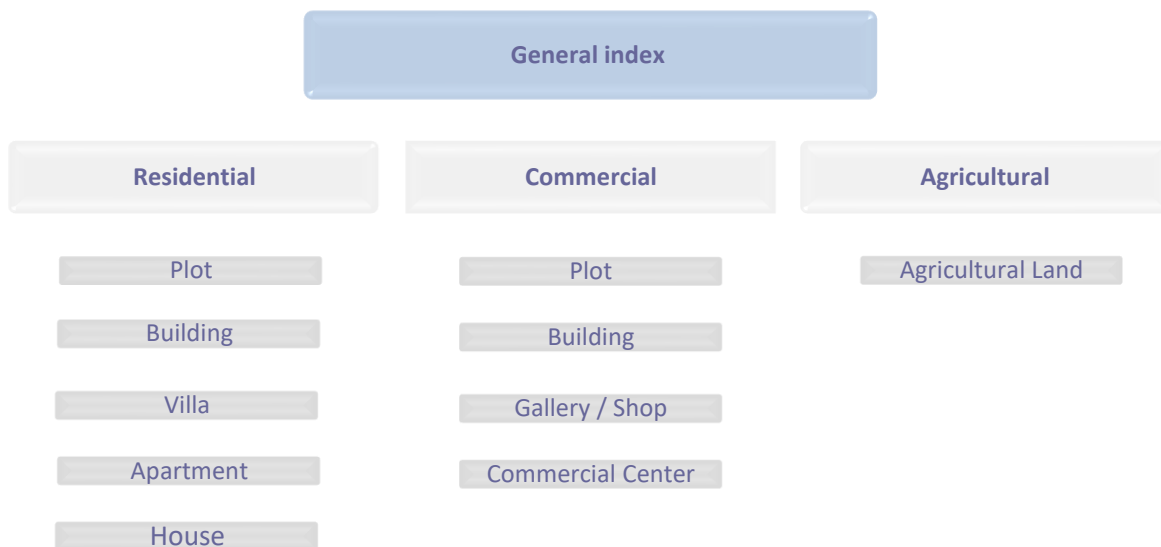 General index
Residential
Commercial
Agricultural
Plot
Building
Villa
Apartment
House
Plot
Building
Gallery / Shop
Commercial Center
Agricultural Land